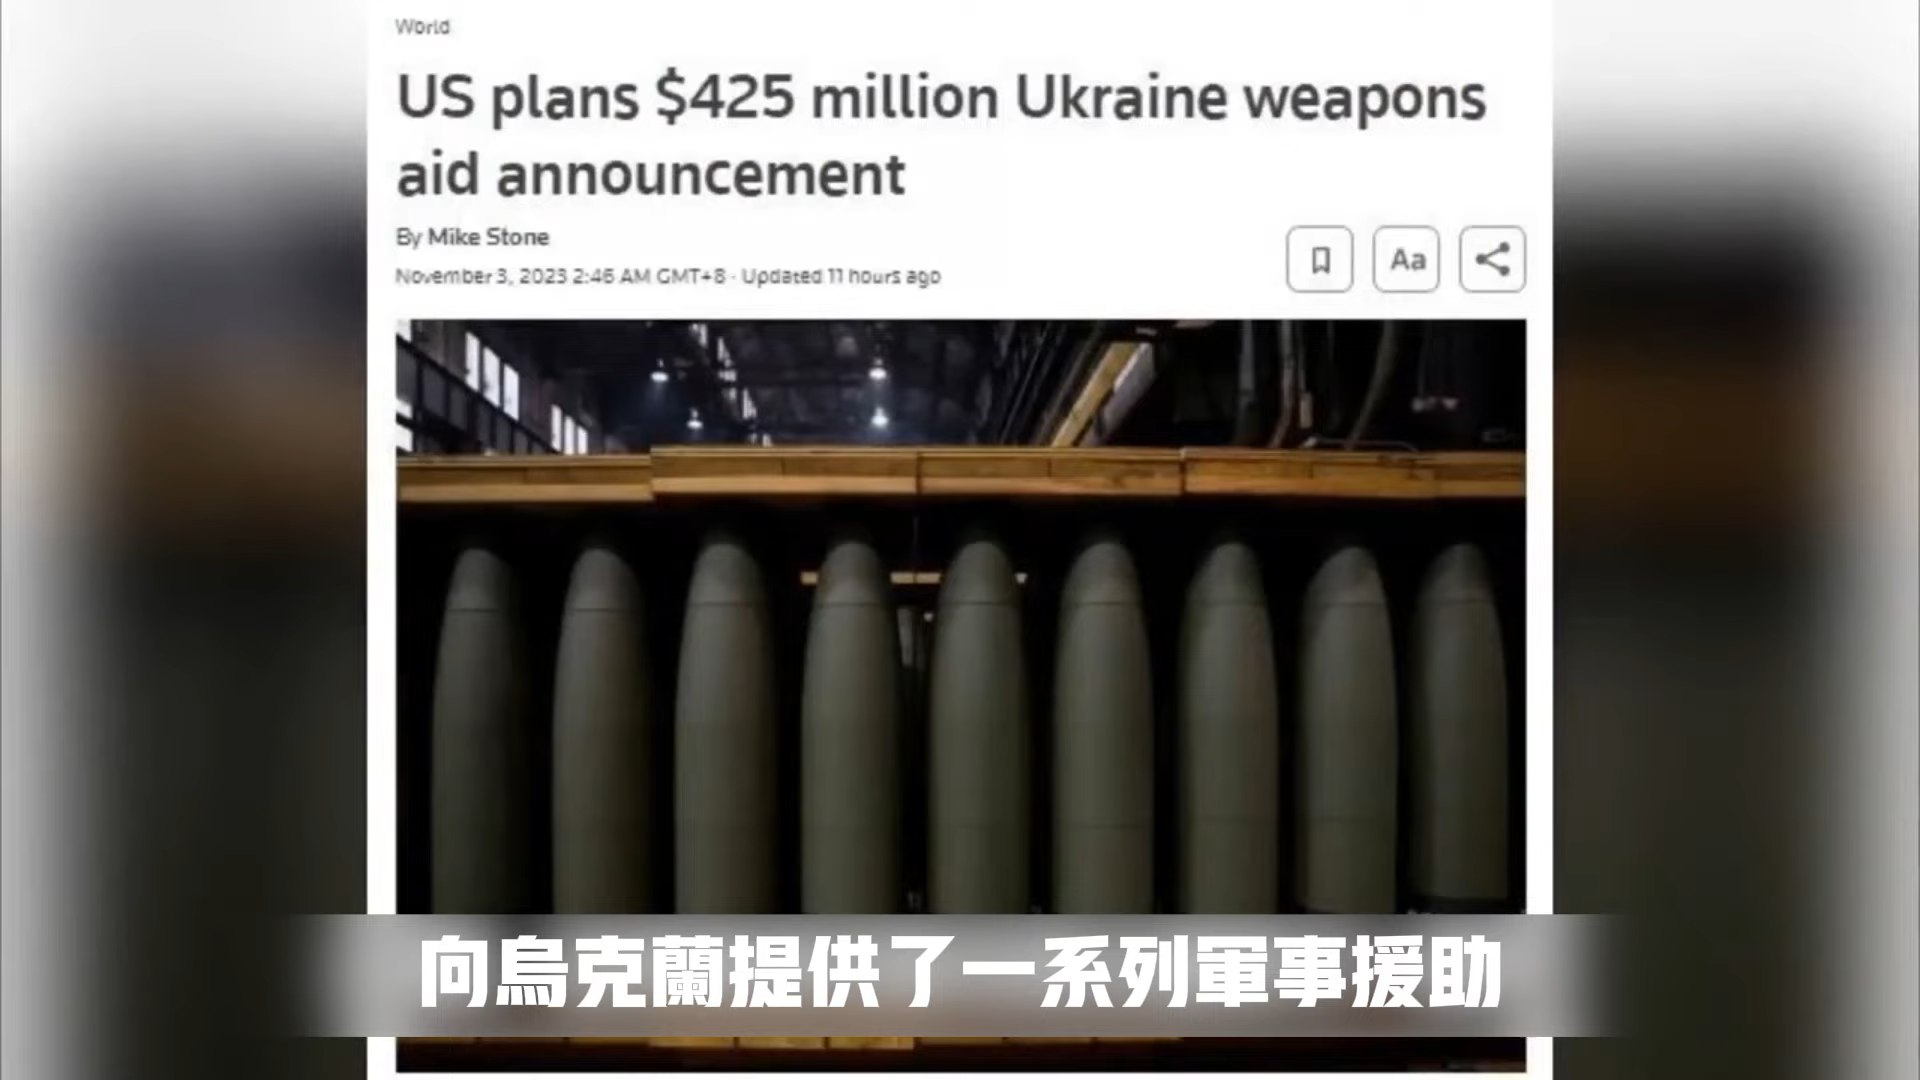 World
US plans $425 million Ukraine weapons
aid announcement
By Mike Stone
November 3, 2023 2:46 AM GMT+8 · Updated 11 hours ago
Aa
向烏克蘭提供了一系列軍事援助